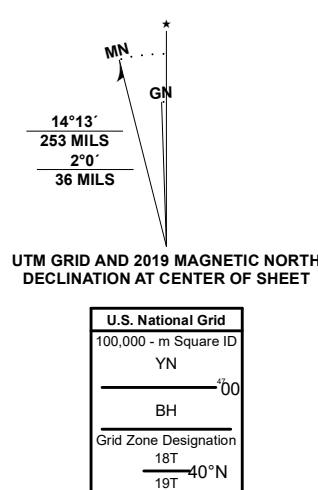 ★
MN
GN
14°13´
253 MILS
2°0´
36 MILS
UTM GRID AND 2019 MAGNETIC NORTH
DECLINATION AT CENTER OF SHEET
U.S. National Grid
100,000 - m Square ID
YN
4700
BH
Grid Zone Designation
18T
40°N
19T